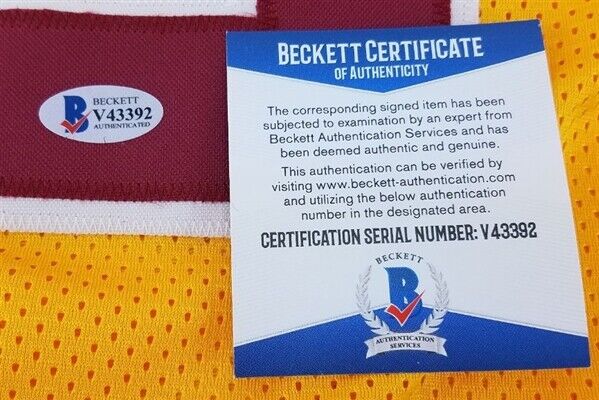 BECKETT
V43392
AUTHENTICATED
BECKETT CERTIFICATE
OF AUTHENTICITY
The corresponding signed item has been
subjected to examination by an expert from
Beckett Authentication Services and has
been deemed authentic and genuine.
This authentication can be verified by
visiting www.beckett-authentication.com
and utilizing the below authentication
number in the designated area.
CERTIFICATION SERIAL NUMBER: V43392
BECKETT
B
AUTHENTICATION
SERVICES